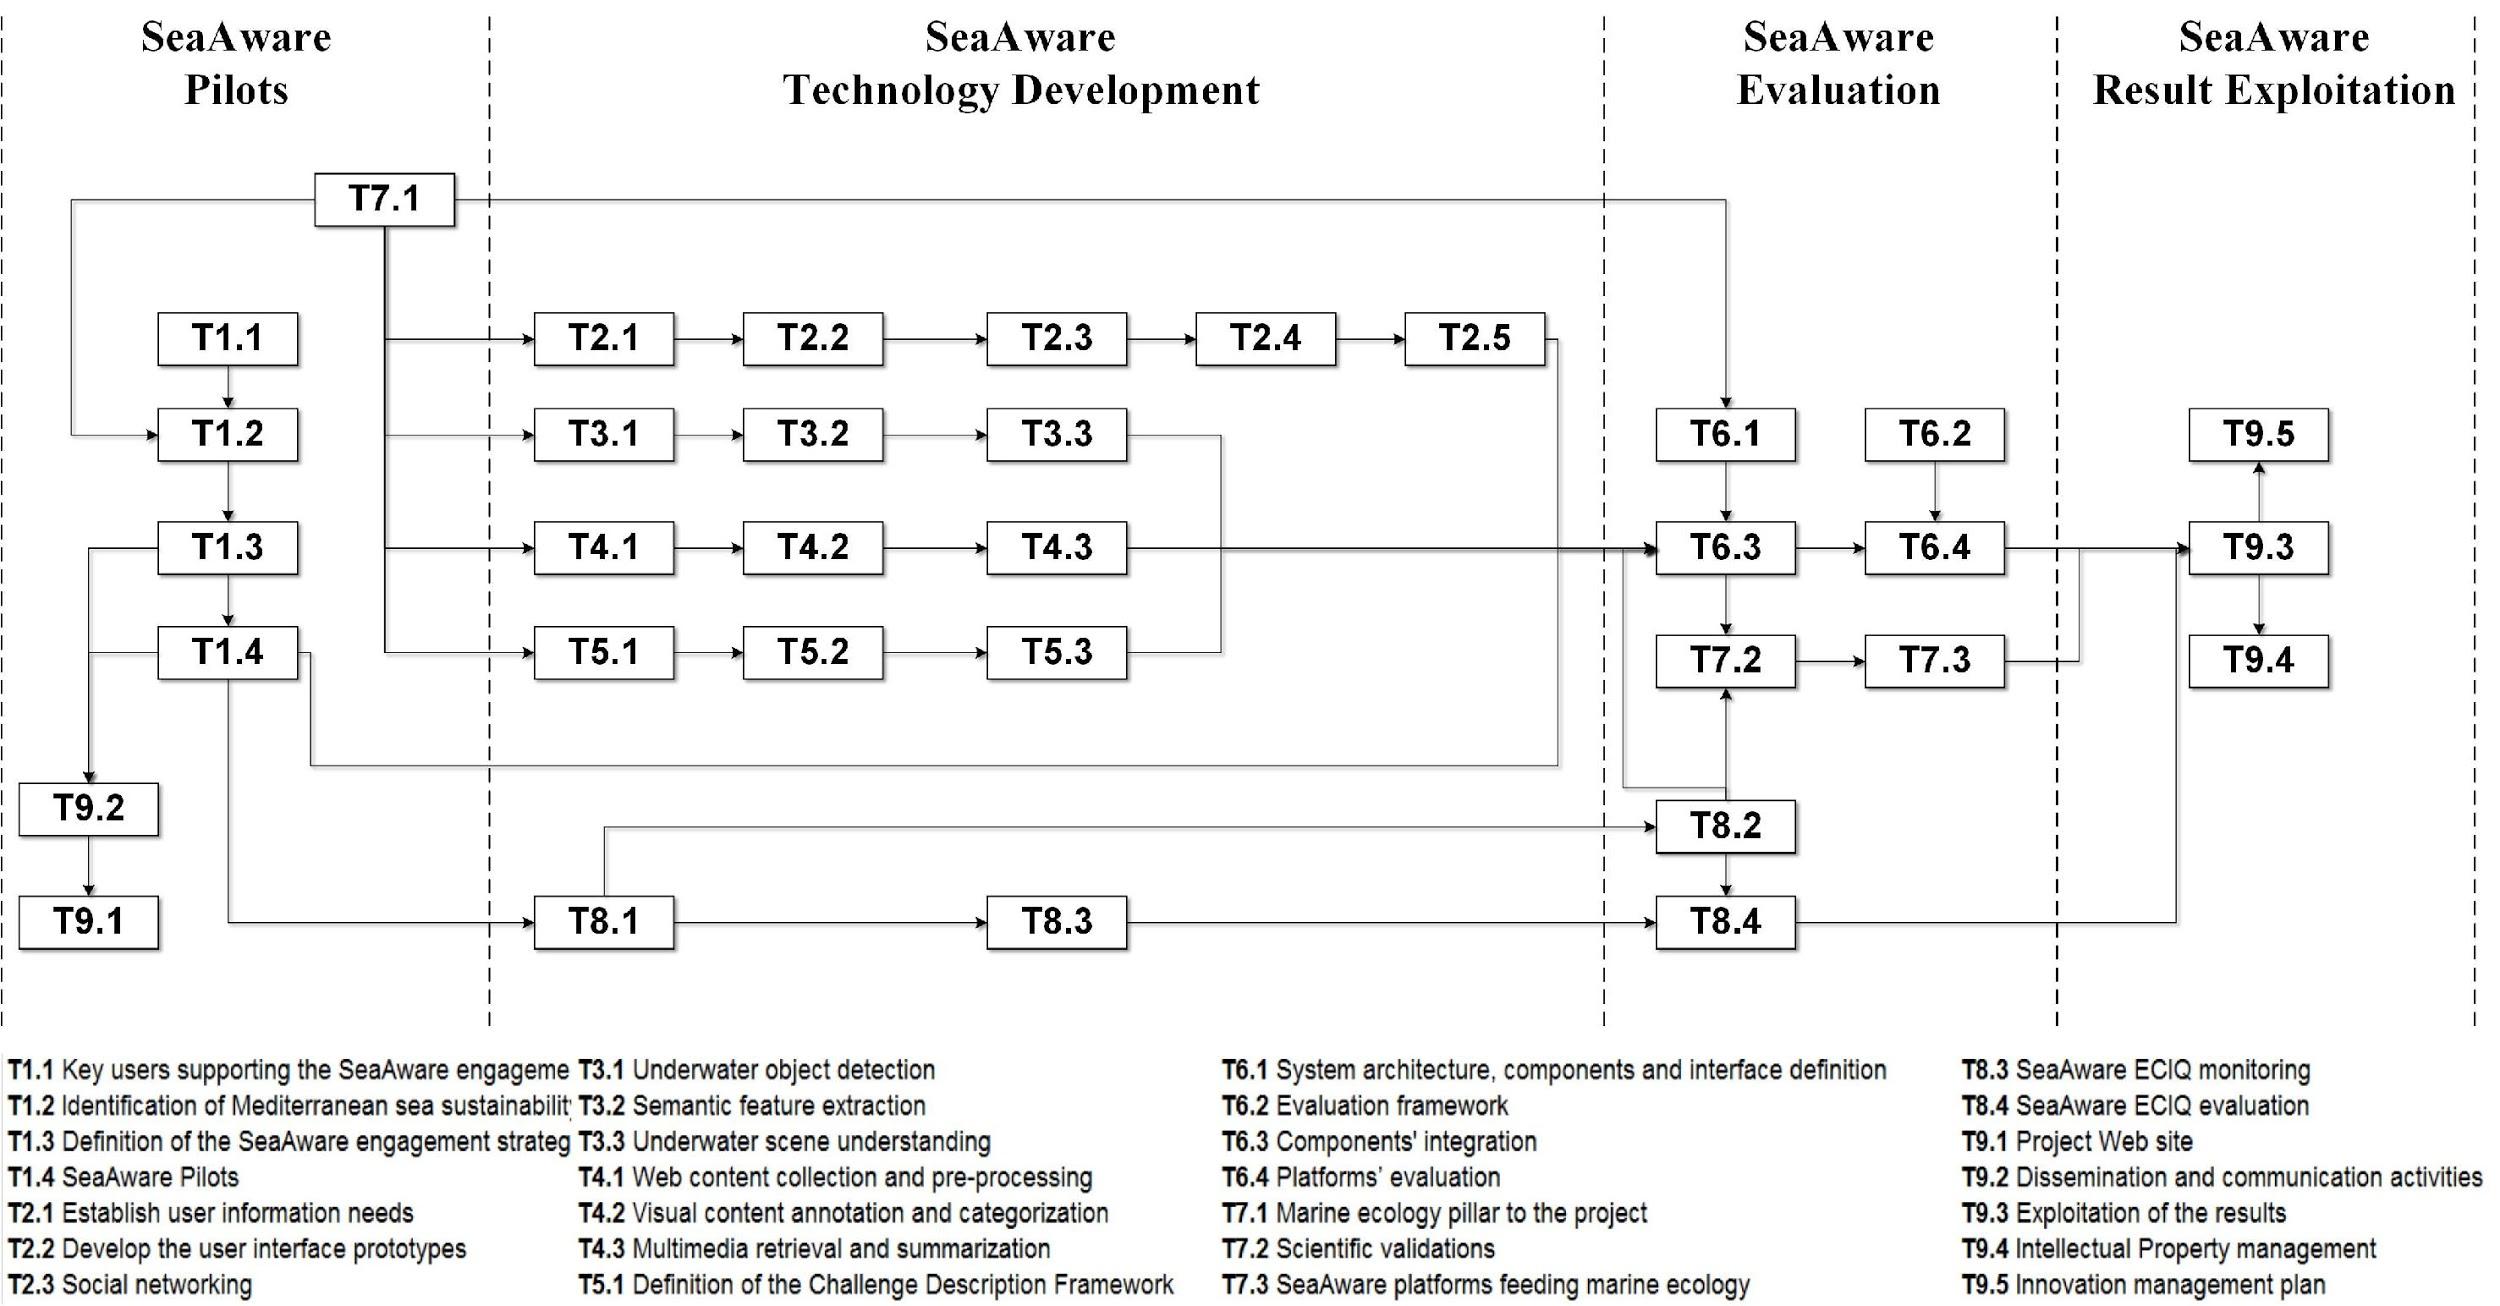 SeaAware
Pilots
SeaAware
Technology Development
SeaAware
Evaluation
SeaAware
Result Exploitation
T7.1
T1.1
T2.1
T2.2
T2.3
T2.4
T2.5
T1.2
T3.1
T3.2
T3.3
T6.1
T6.2
T9.5
T1.3
T4.1
T4.2
T4.3
T6.3
T6.4
T9.3
T1.4
T5.1
T5.2
T5.3
T7.2
T7.3
T9.4
T9.2
T8.2
T9.1
T8.1
T8.3
T8.4
T1.1 Key users supporting the SeaAware engageme
T1.2 Identification of Mediterranean sea sustainabilit
T1.3 Definition of the SeaAware engagement strateg
T1.4 SeaAware Pilots
T2.1 Establish user information needs
T2.2 Develop the user interface prototypes
T2.3 Social networking
T3.1 Underwater object detection
T3.2 Semantic feature extraction
T3.3 Underwater scene understanding
T4.1 Web content collection and pre-processing
T4.2 Visual content annotation and categorization
T4.3 Multimedia retrieval and summarization
T5.1 Definition of the Challenge Description Framework
T6.1 System architecture, components and interface definition
T6.2 Evaluation framework
T6.3 Components' integration
T6.4 Platforms’ evaluation
T7.1 Marine ecology pillar to the project
T7.2 Scientific validations
T7.3 SeaAware platforms feeding marine ecology
T8.3 SeaAware ECIQ monitoring
T8.4 SeaAware ECIQ evaluation
T9.1 Project Web site
T9.2 Dissemination and communication activities
T9.3 Exploitation of the results
T9.4 Intellectual Property management
T9.5 Innovation management plan